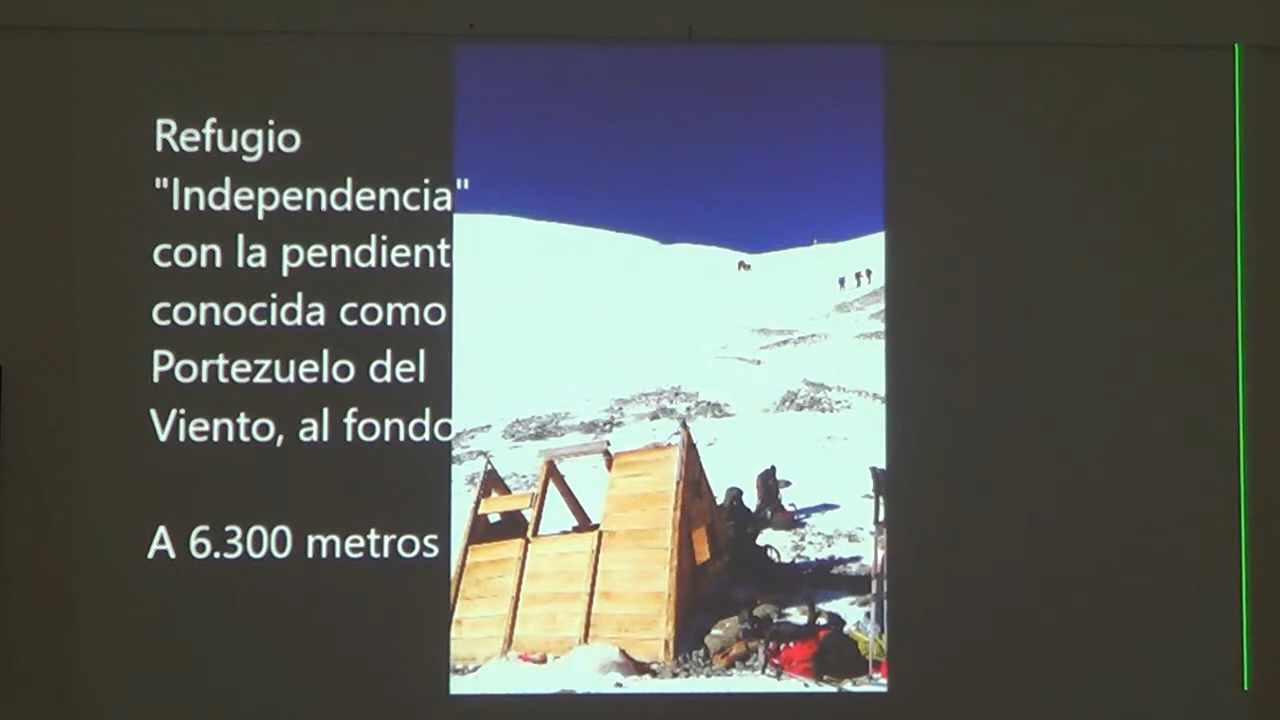 Refugio
"Independencia"
con la pendient
conocida como
Portezuelo del
Viento, al fondo
A 6.300 metros